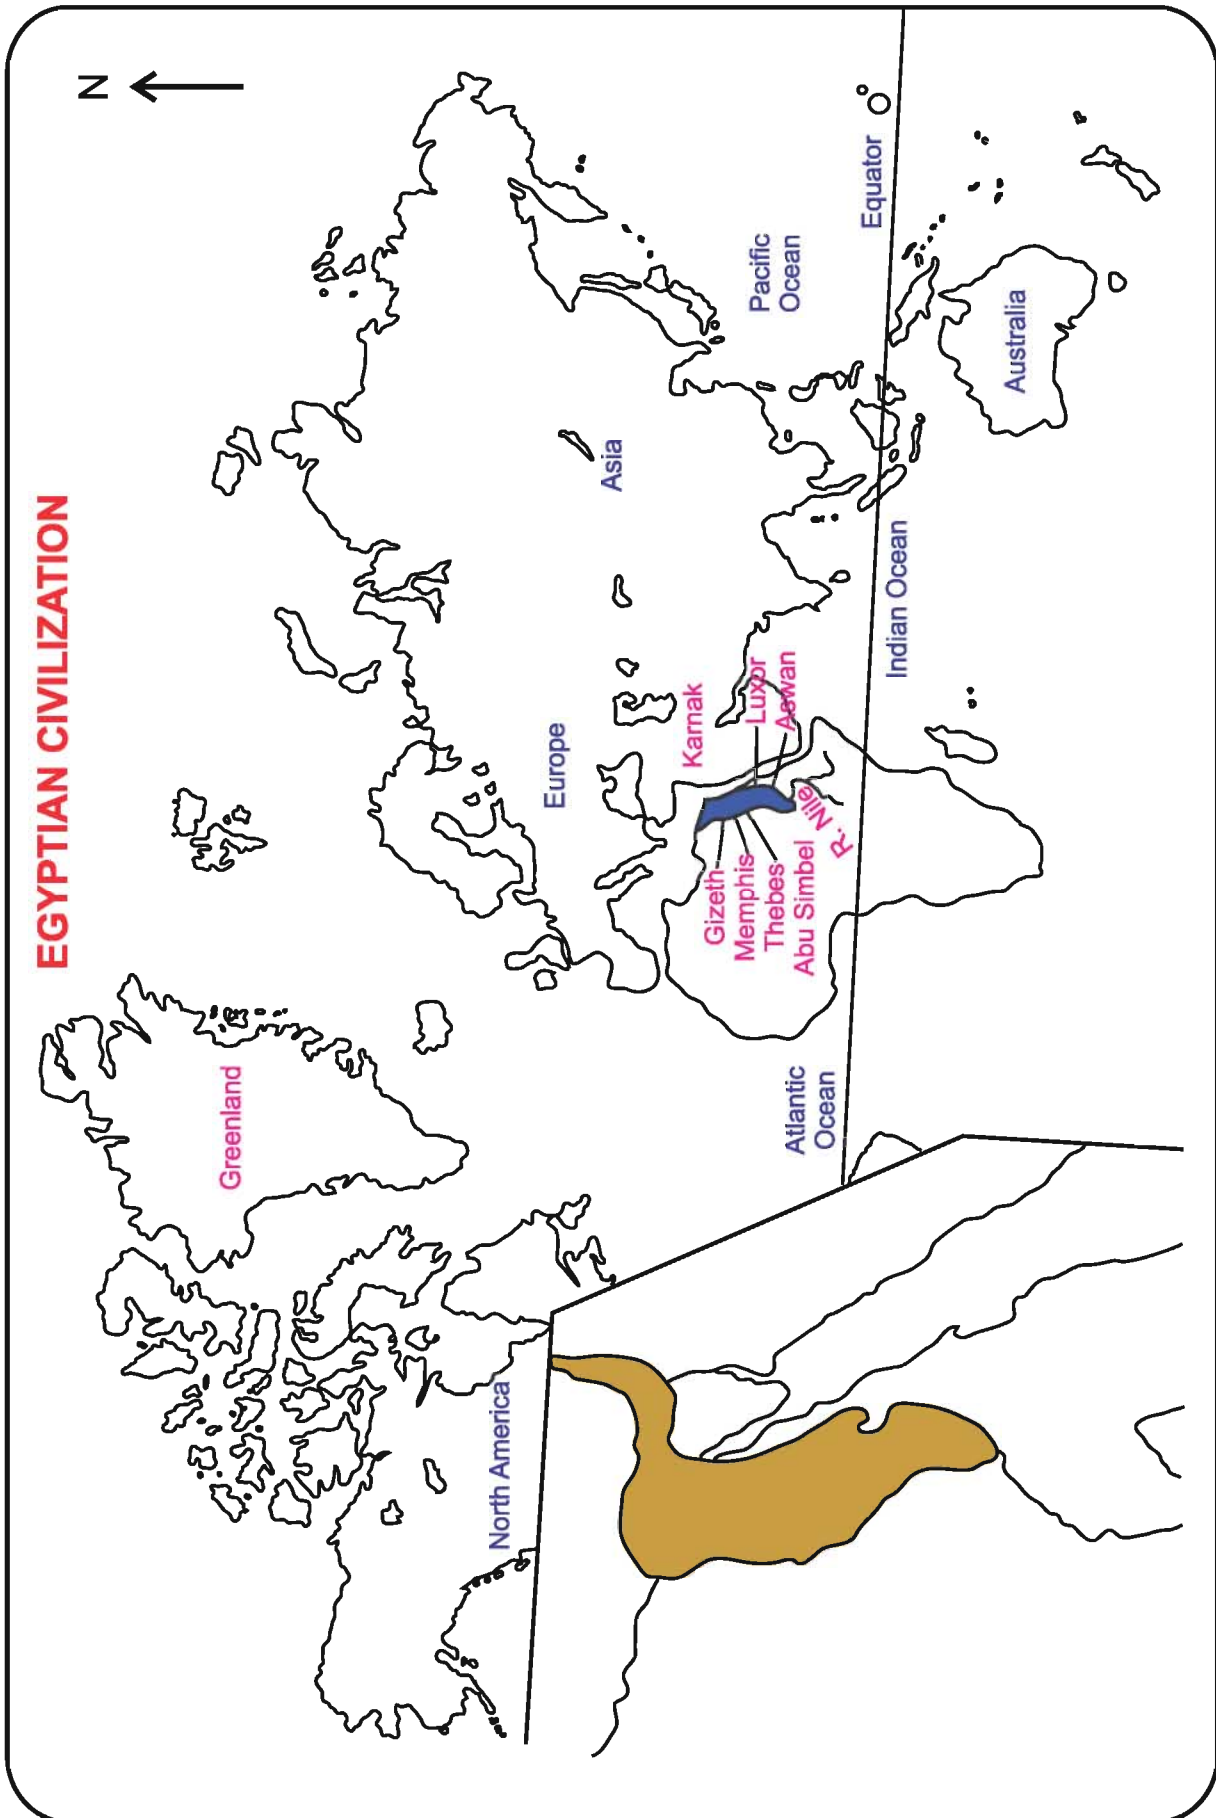 EGYPTIAN CIVILIZATION
N
Greenland
North America
Europe
Asia
Pacific
Ocean
Karnak
Luxor
Aswan
Gizeth
Memphis
Thebes
Abu Simbel
R. Nile
Atlantic
Ocean
Equator
Indian Ocean
Australia